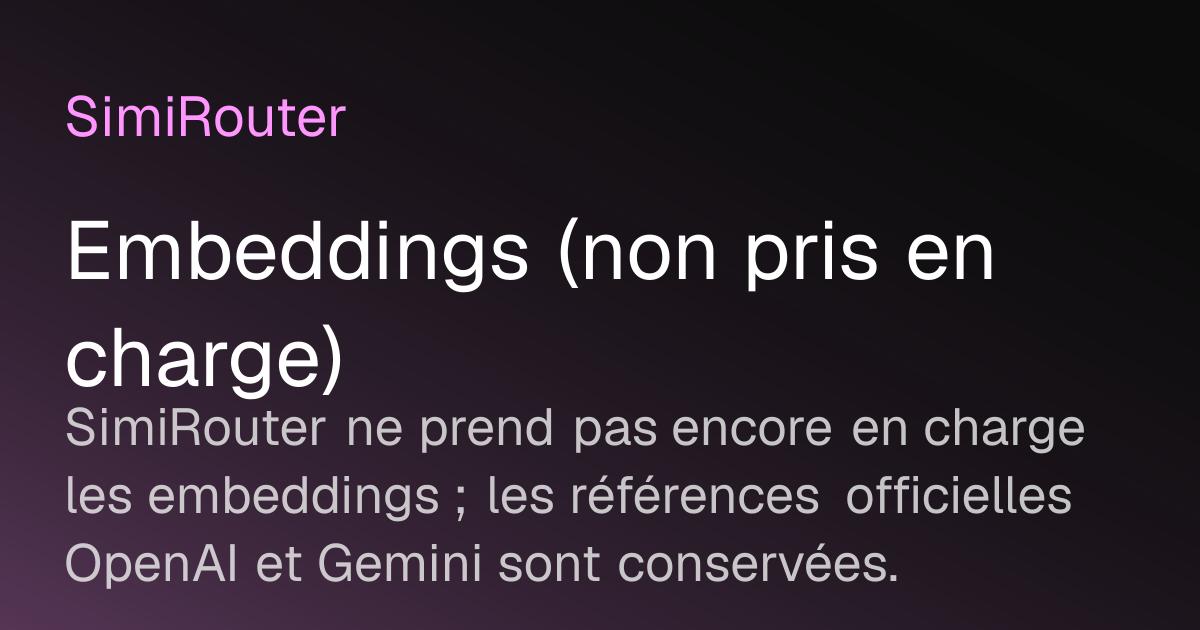 SimiRouter
Embeddings (non pris en
charge)
SimiRouter ne prend pas encore en charge
les embeddings ; les références officielles
OpenAI et Gemini sont conservées.